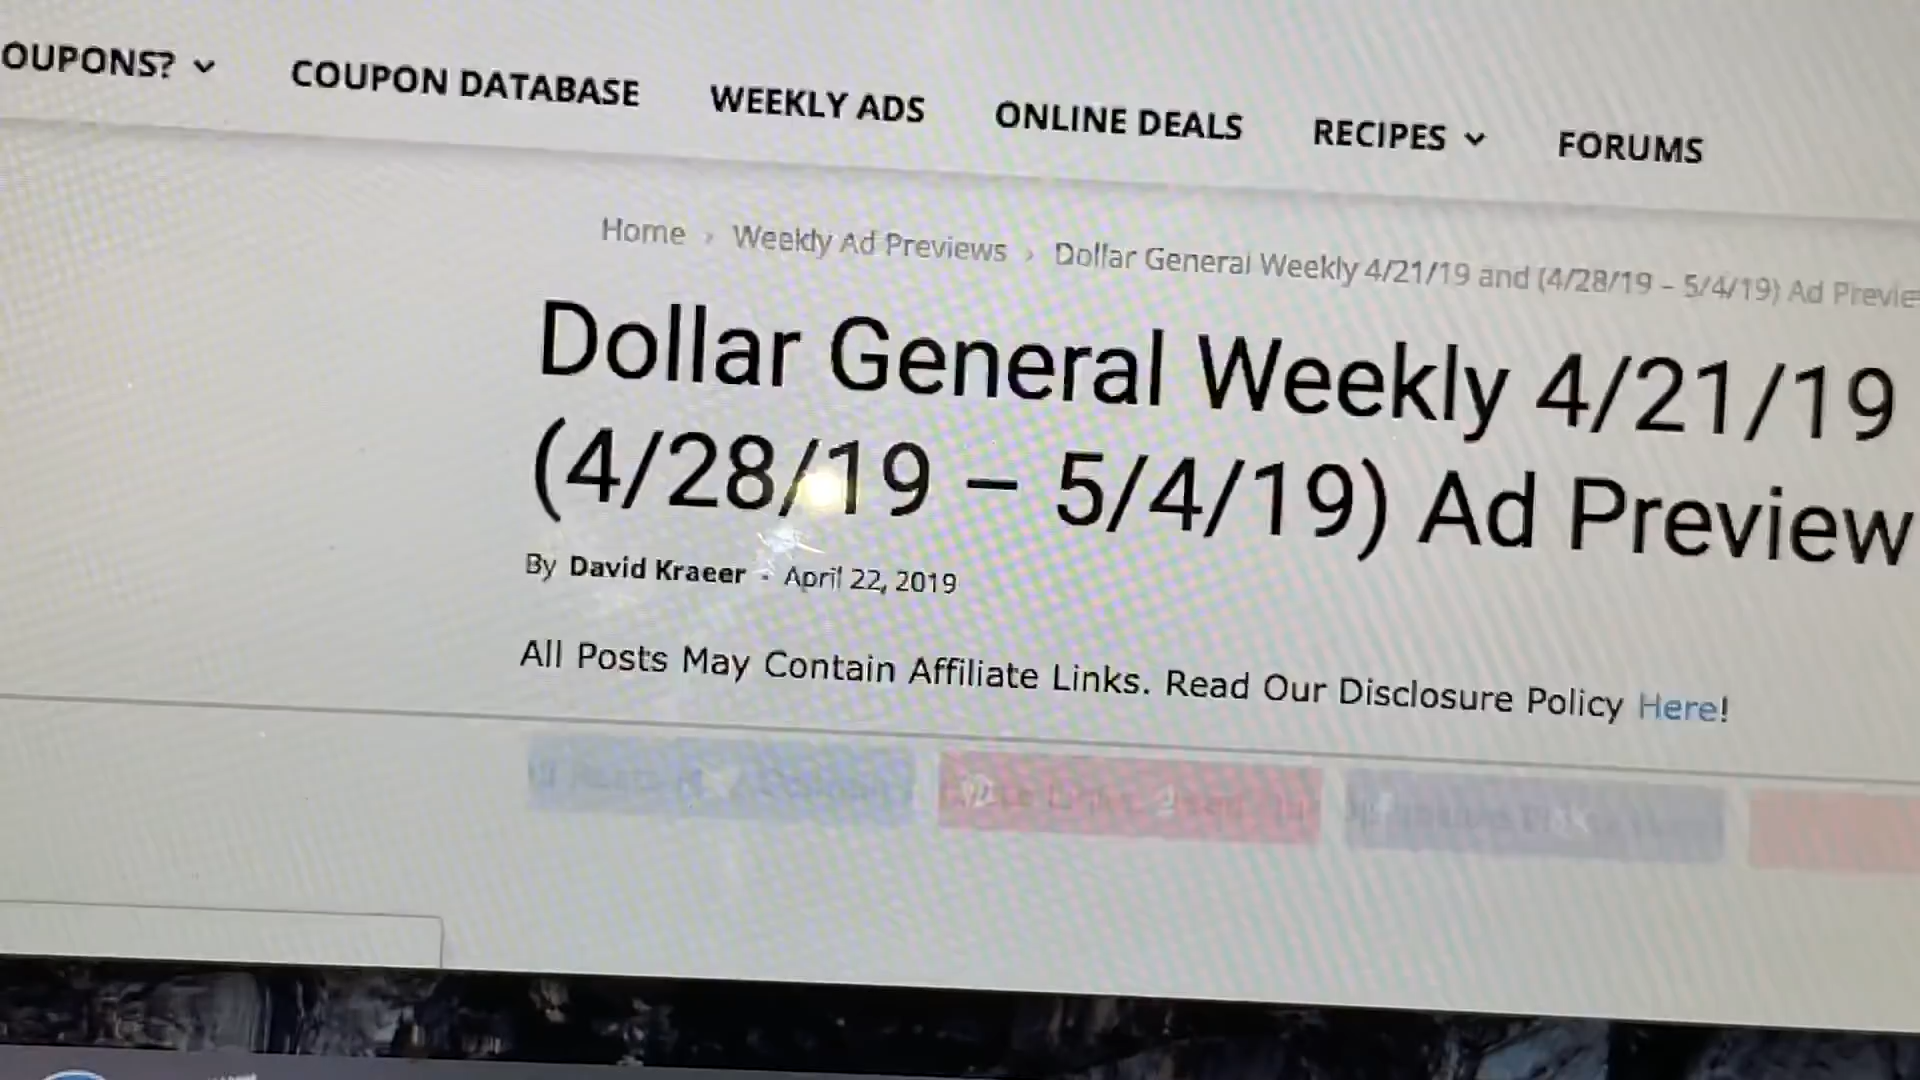 OUPONS? COUPON DATABASE WEEKLY ADS ONLINE DEALS RECIPES FORUMS
Home › Weekly Ad Previews › Dollar General Weekly 4/21/19 and (4/28/19 – 5/4/19) Ad Previe
Dollar General Weekly 4/21/19
(4/28/19 – 5/4/19) Ad Preview
By David Kraeer - April 22, 2019
All Posts May Contain Affiliate Links. Read Our Disclosure Policy Here!